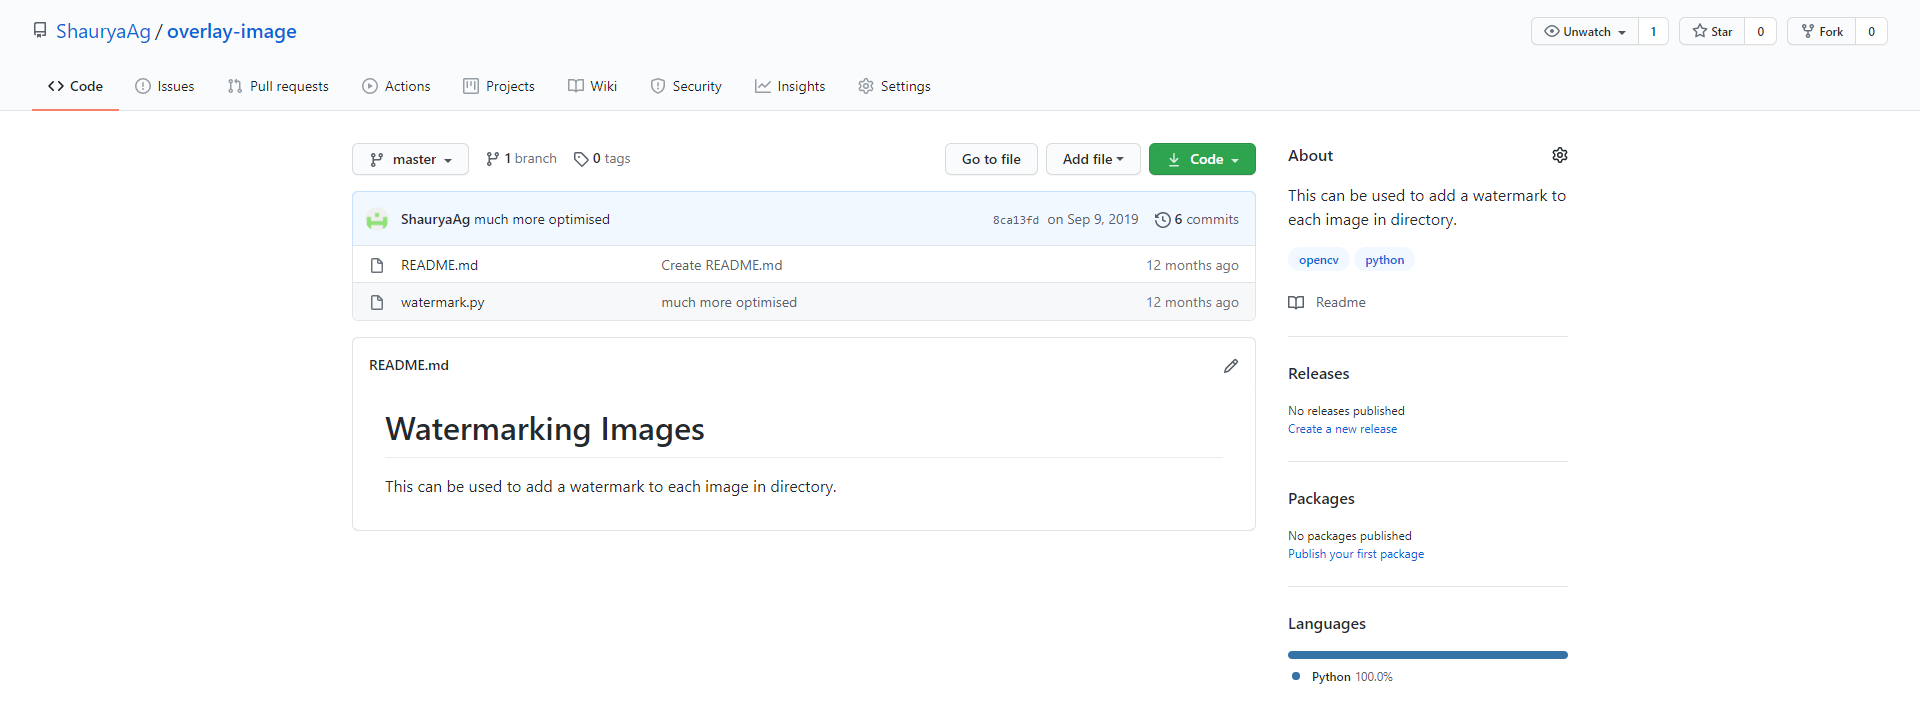 ShauryaAg / overlay-image
Unwatch 1 Star 0 Fork 0
Code Issues Pull requests Actions Projects Wiki Security Insights Settings
master 1 branch 0 tags Go to file Add file Code
ShauryaAg much more optimised 8ca13fd on Sep 9, 2019 6 commits
README.md Create README.md 12 months ago
watermark.py much more optimised 12 months ago
README.md
Watermarking Images
This can be used to add a watermark to each image in directory.
About
This can be used to add a watermark to
each image in directory.
opencv python
Readme
Releases
No releases published
Create a new release
Packages
No packages published
Publish your first package
Languages
Python 100.0%